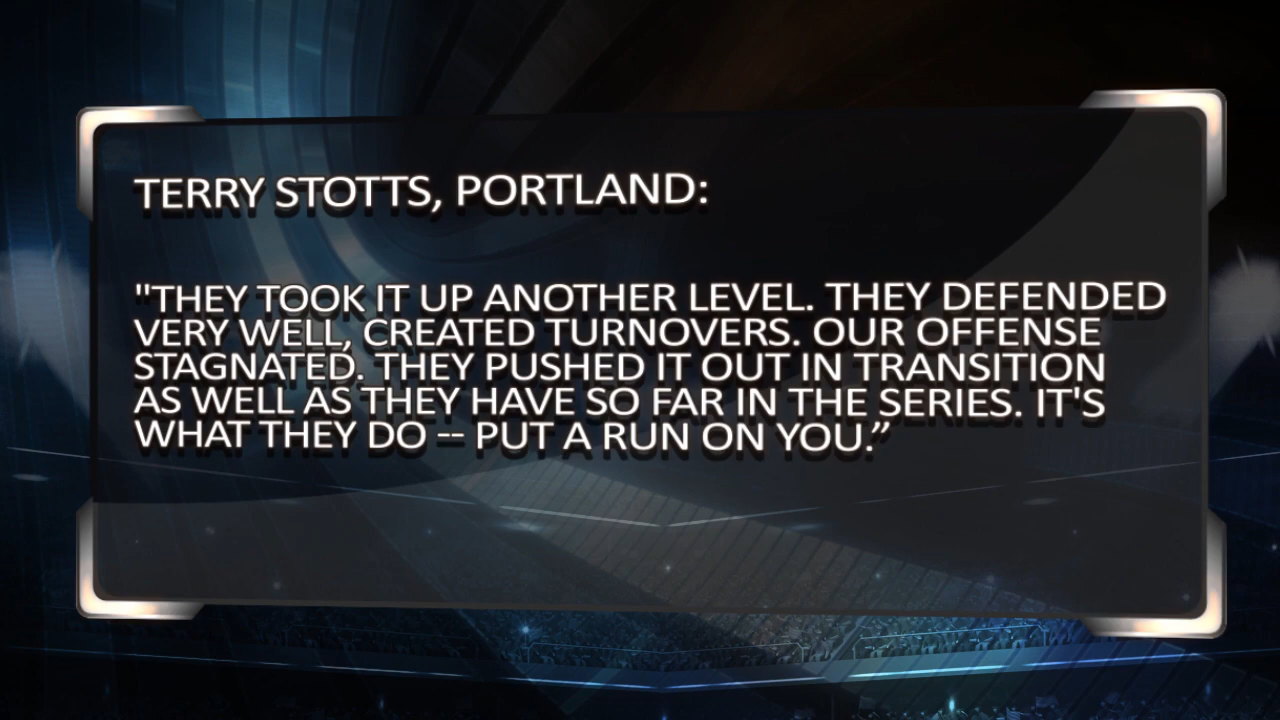 TERRY STOTTS, PORTLAND:
"THEY TOOK IT UP ANOTHER LEVEL. THEY DEFENDED
VERY WELL, CREATED TURNOVERS. OUR OFFENSE
STAGNATED. THEY PUSHED IT OUT IN TRANSITION
AS WELL AS THEY HAVE SO FAR IN THE SERIES. IT'S
WHAT THEY DO -- PUT A RUN ON YOU.”